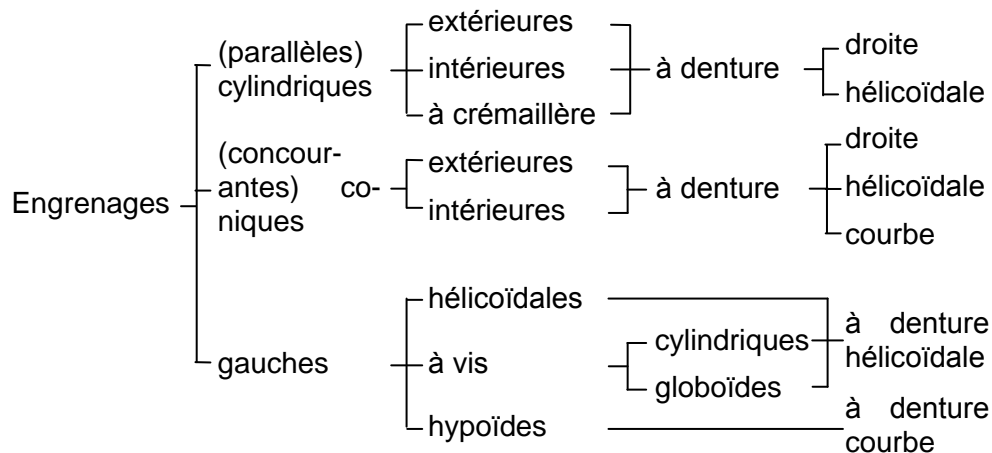 Engrenages
(parallèles)
cylindriques
extérieures
intérieures
à crémaillère
à denture
droite
hélicoïdale
(concour-
antes) co-
niques
extérieures
intérieures
à denture
droite
hélicoïdale
courbe
gauches
hélicoïdales
à vis
cylindriques
globoïdes
à denture
hélicoïdale
hypoïdes
à denture
courbe